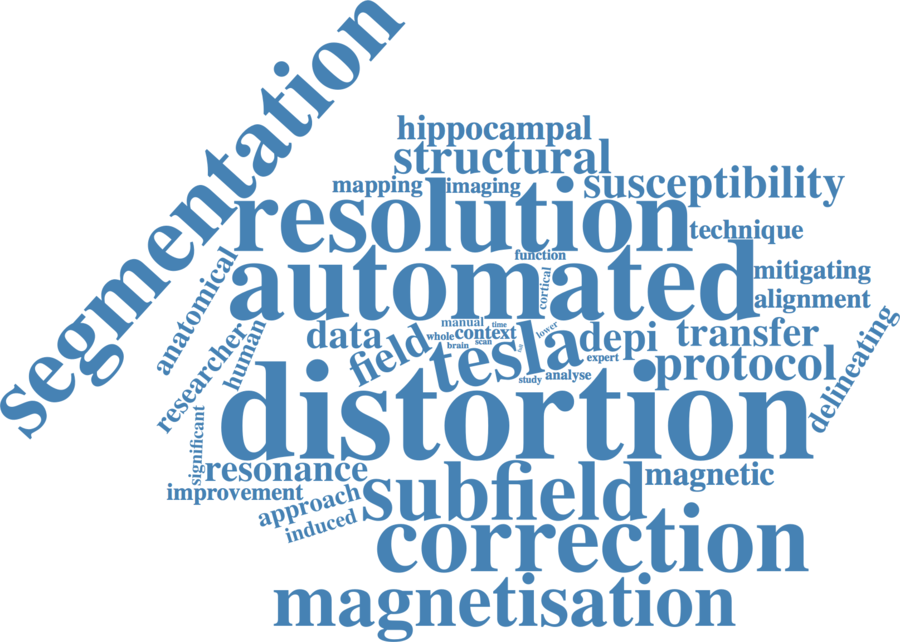 segmentation
hippocampal
structural
mapping
imaging
susceptibility
resolution
technique
function
automated
cortical
mitigating
alignment
anatomical
delineating
researcher
human
data
field
manual
time
whole
context
brain
scan
lower
tesla
depi
expert
transfer
protocol
study
analyse
distortion
significant
resonance
magnetic
improvement
approach
subfield
induced
correction
magnetisation